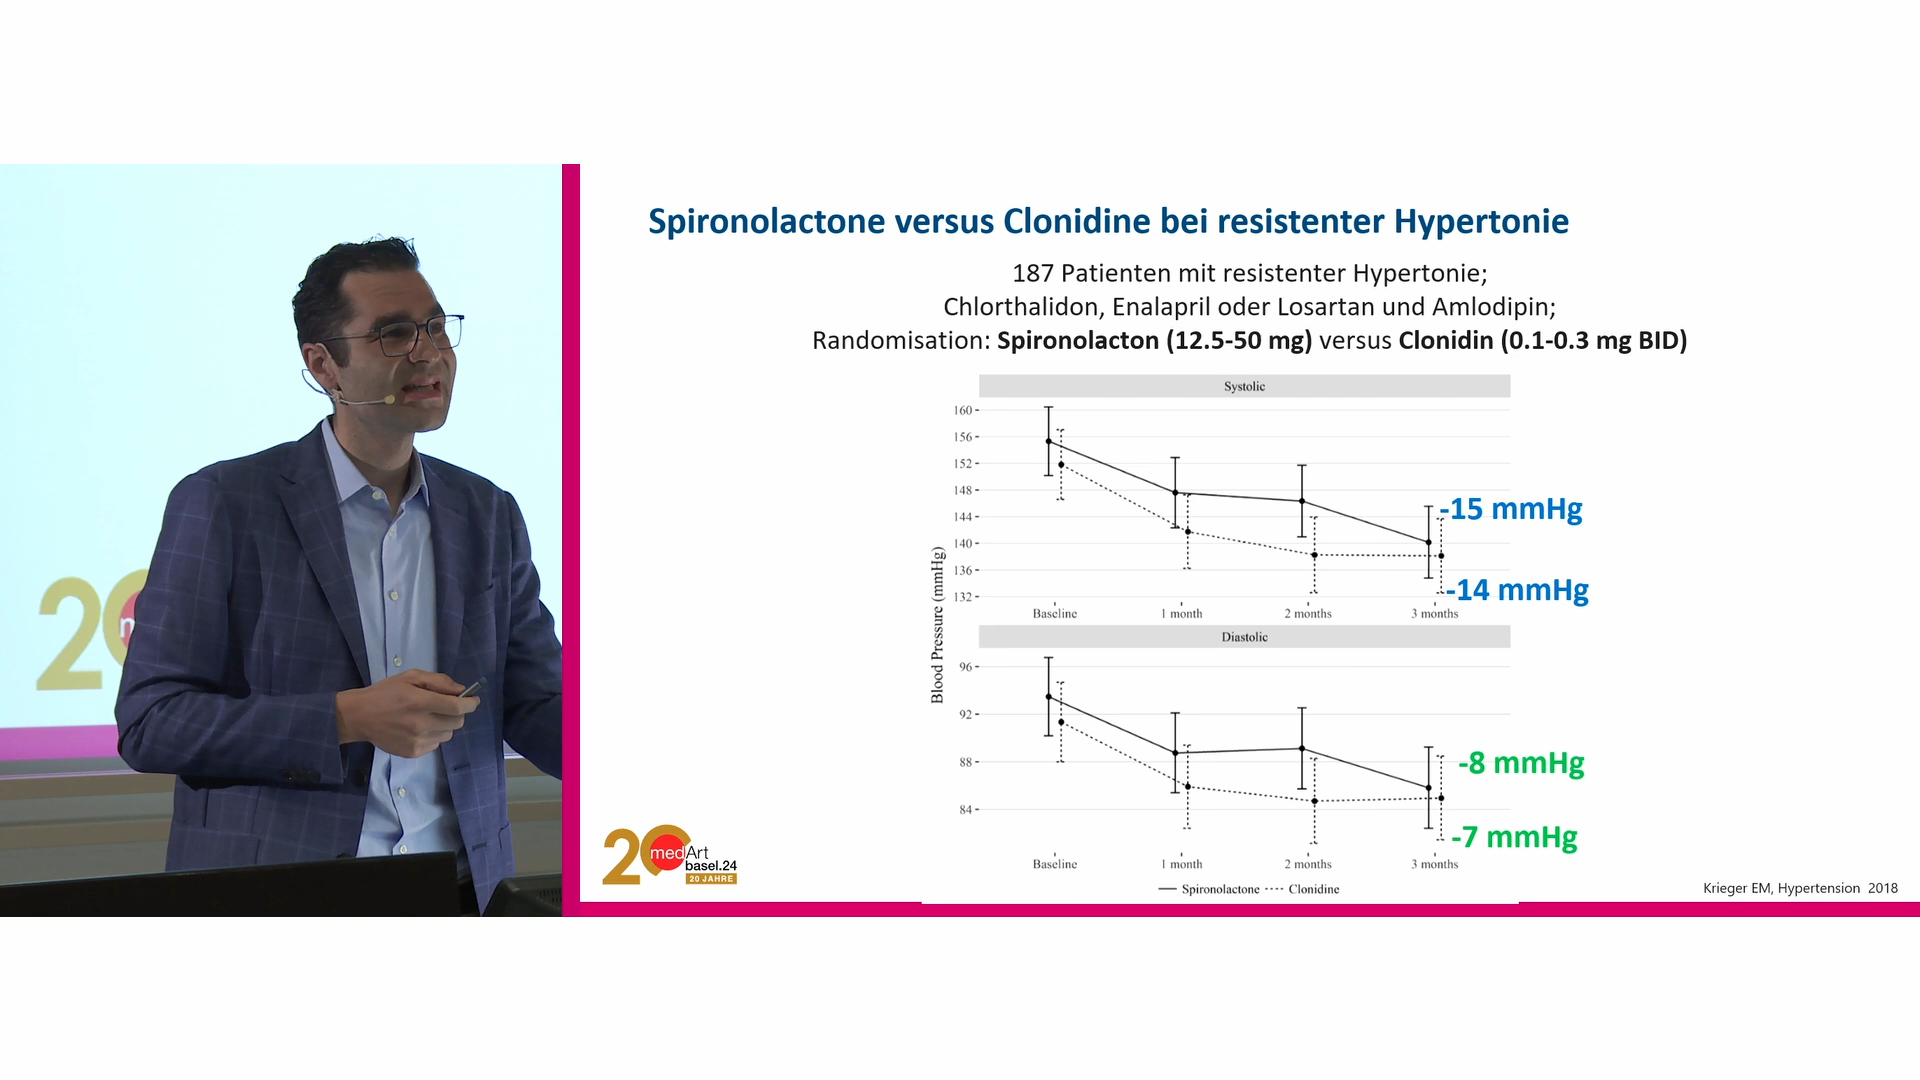 Spironolactone versus Clonidine bei resistenter Hypertonie
187 Patienten mit resistenter Hypertonie;
Chlorthalidon, Enalapril oder Losartan und Amlodipin;
Randomisation: Spironolacton (12.5-50 mg) versus Clonidin (0.1-0.3 mg BID)
Systolic
160
156
152
148
144
140
136
132
-15 mmHg
-14 mmHg
Baseline 1 month 2 months 3 months
Blood Pressure (mmHg)
Diastolic
96
92
88
84
-8 mmHg
-7 mmHg
Baseline 1 month 2 months 3 months
Spironolactone Clonidine
Krieger EM, Hypertension 2018
20
medArt
basel.24
20 JAHRE
20
m